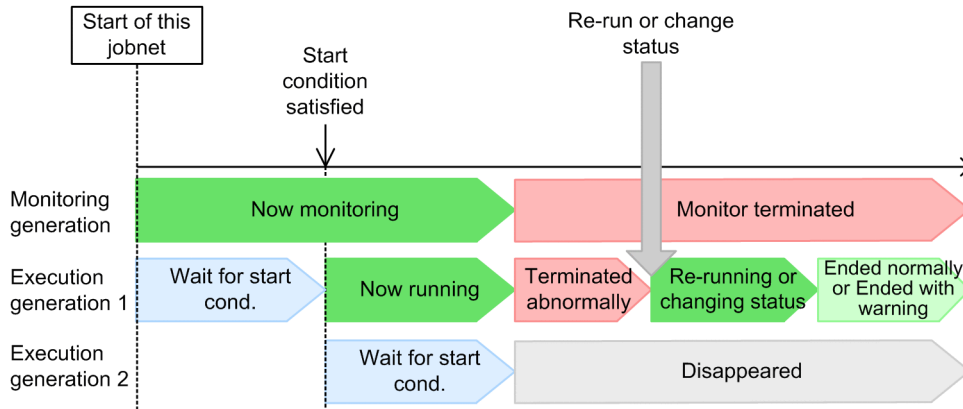 Start of this
jobnet
Re-run or change
status
Start
condition
satisfied
Monitoring
generation
Now monitoring
Monitor terminated
Execution
generation 1
Wait for start
cond.
Now running
Terminated
abnormally
Re-running or
changing status
Ended normally
or Ended with
warning
Execution
generation 2
Wait for start
cond.
Disappeared